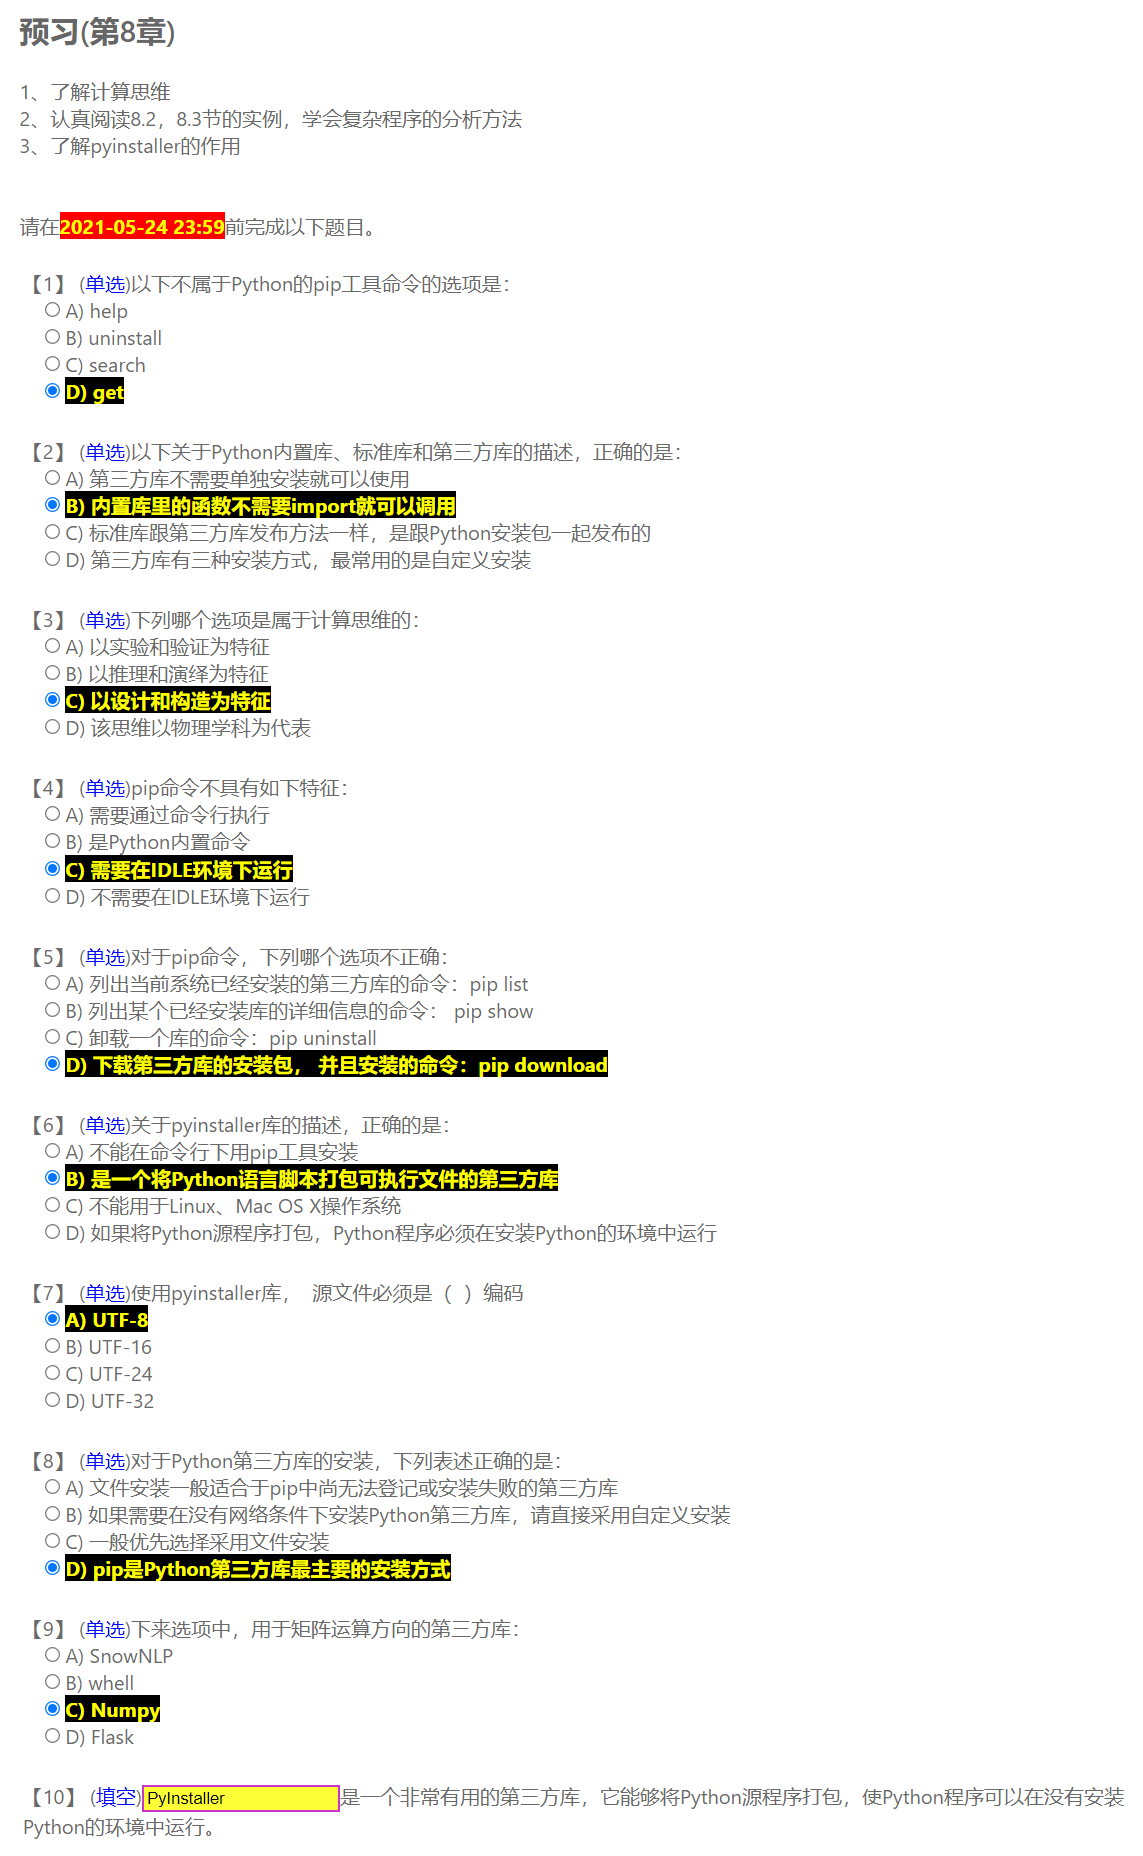 预习(第8章)
1、了解计算思维
2、认真阅读8.2，8.3节的实例，学会复杂程序的分析方法
3、了解pyinstaller的作用
请在2021-05-24 23:59前完成以下题目。
【1】 (单选)以下不属于Python的pip工具命令的选项是：
A) help
B) uninstall
C) search
D) get
【2】 (单选)以下关于Python内置库、标准库和第三方库的描述，正确的是：
A) 第三方库不需要单独安装就可以使用
B) 内置库里的函数不需要import就可以调用
C) 标准库跟第三方库发布方法一样，是跟Python安装包一起发布的
D) 第三方库有三种安装方式，最常用的是自定义安装
【3】 (单选)下列哪个选项是属于计算思维的：
A) 以实验和验证为特征
B) 以推理和演绎为特征
C) 以设计和构造为特征
D) 该思维以物理学科为代表
【4】 (单选)pip命令不具有如下特征：
A) 需要通过命令行执行
B) 是Python内置命令
C) 需要在IDLE环境下运行
D) 不需要在IDLE环境下运行
【5】 (单选)对于pip命令，下列哪个选项不正确：
A) 列出当前系统已经安装的第三方库的命令：pip list
B) 列出某个已经安装库的详细信息的命令： pip show
C) 卸载一个库的命令：pip uninstall
D) 下载第三方库的安装包， 并且安装的命令：pip download
【6】 (单选)关于pyinstaller库的描述，正确的是：
A) 不能在命令行下用pip工具安装
B) 是一个将Python语言脚本打包可执行文件的第三方库
C) 不能用于Linux、Mac OS X操作系统
D) 如果将Python源程序打包，Python程序必须在安装Python的环境中运行
【7】 (单选)使用pyinstaller库， 源文件必须是（ ）编码
A) UTF-8
B) UTF-16
C) UTF-24
D) UTF-32
【8】 (单选)对于Python第三方库的安装，下列表述正确的是：
A) 文件安装一般适合于pip中尚无法登记或安装失败的第三方库
B) 如果需要在没有网络条件下安装Python第三方库，请直接采用自定义安装
C) 一般优先选择采用文件安装
D) pip是Python第三方库最主要的安装方式
【9】 (单选)下来选项中，用于矩阵运算方向的第三方库：
A) SnowNLP
B) whell
C) Numpy
D) Flask
【10】 (填空)PyInstaller是一个非常有用的第三方库，它能够将Python源程序打包，使Python程序可以在没有安装
Python的环境中运行。